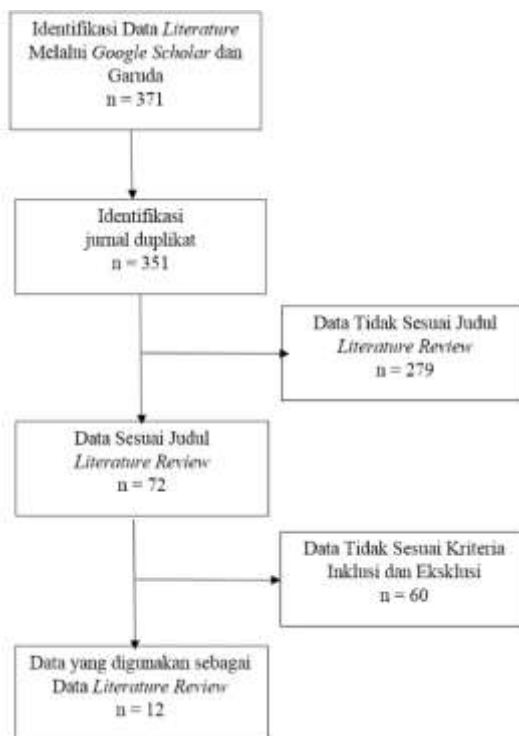 Identifikasi Data Literature
Melalui Google Scholar dan
Garuda
n = 371
Identifikasi
jurnal duplikat
n = 351
Data Tidak Sesuai Judul
Literature Review
n = 279
Data Sesuai Judul
Literature Review
n = 72
Data Tidak Sesuai Kriteria
Inklusi dan Eksklusi
n = 60
Data yang digunakan sebagai
Data Literature Review
n = 12